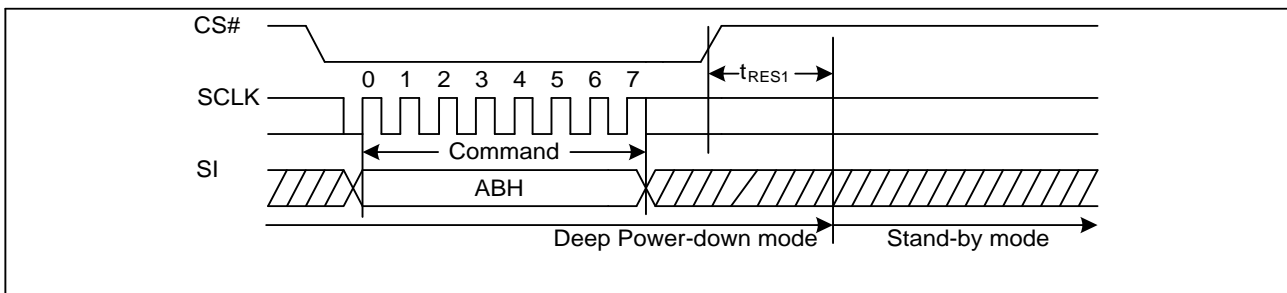 CS#
tRES1
0 1 2 3 4 5 6 7
SCLK
Command
SI
ABH
Deep Power-down mode Stand-by mode